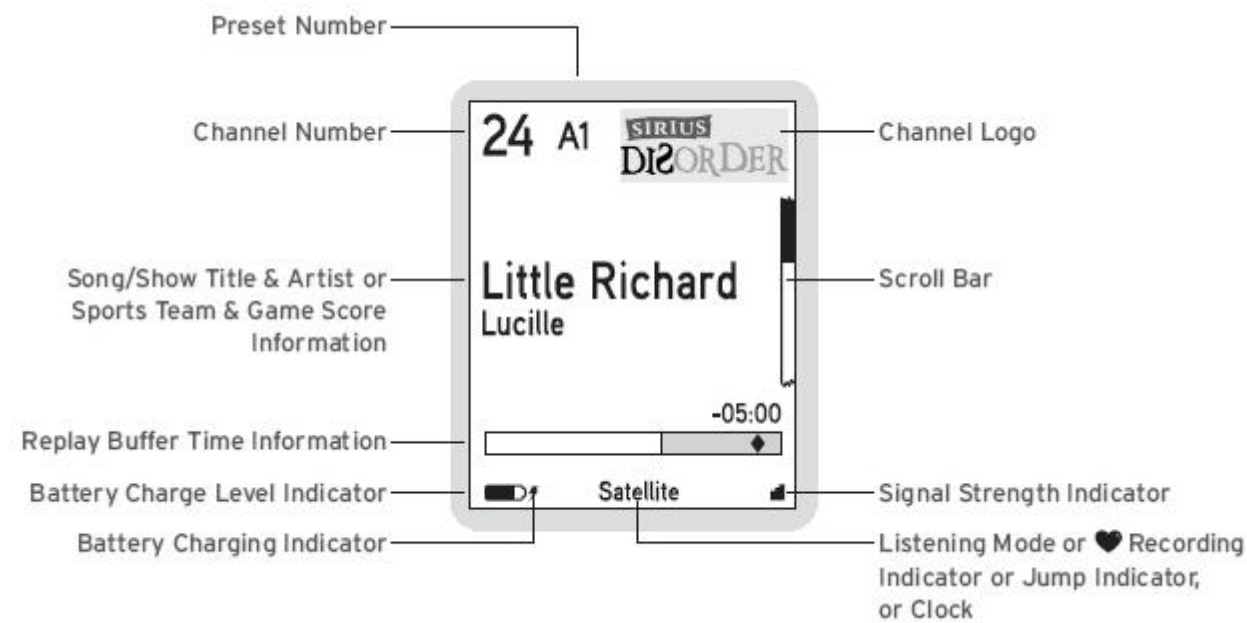 Preset Number
Channel Number
24 A1
SIRIUS
DISORDER
Channel Logo
Song/Show Title & Artist or
Sports Team & Game Score
Information
Little Richard
Lucille
Scroll Bar
-05:00
Replay Buffer Time Information
Battery Charge Level Indicator
Satellite
Signal Strength Indicator
Battery Charging Indicator
Listening Mode or ♥ Recording
Indicator or Jump Indicator,
or Clock